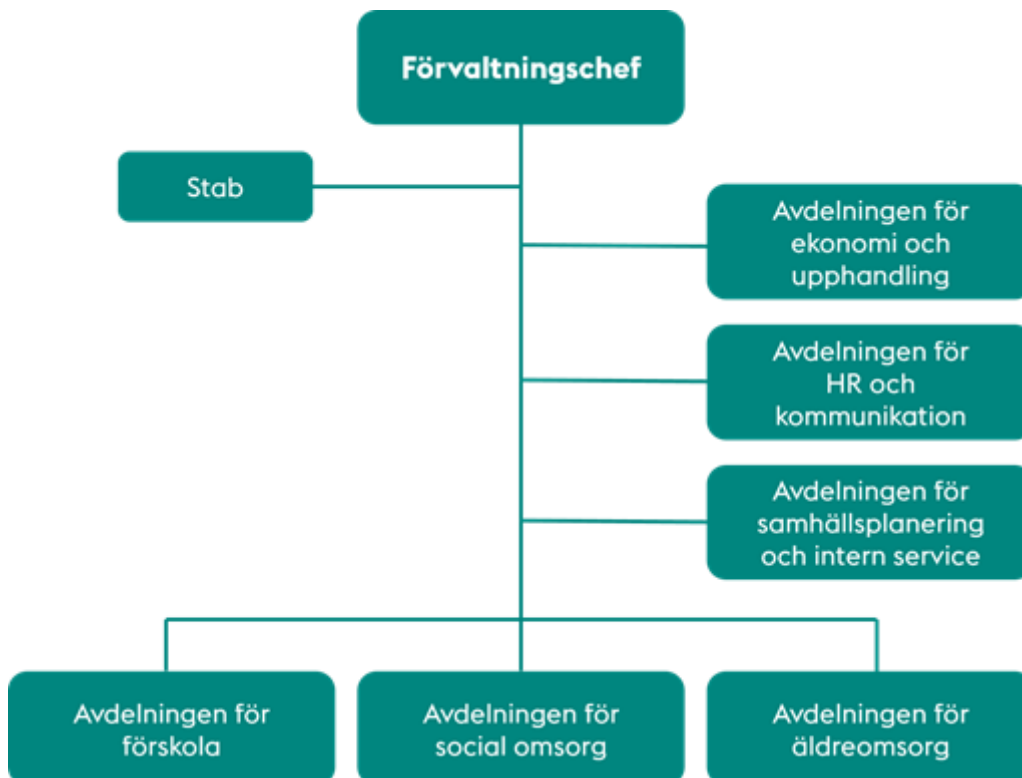 Förvaltningschef
Stab
Avdelningen för
ekonomi och
upphandling
Avdelningen för
HR och
kommunikation
Avdelningen för
samhällsplanering
och intern service
Avdelningen för
förskola
Avdelningen för
social omsorg
Avdelningen för
äldreomsorg